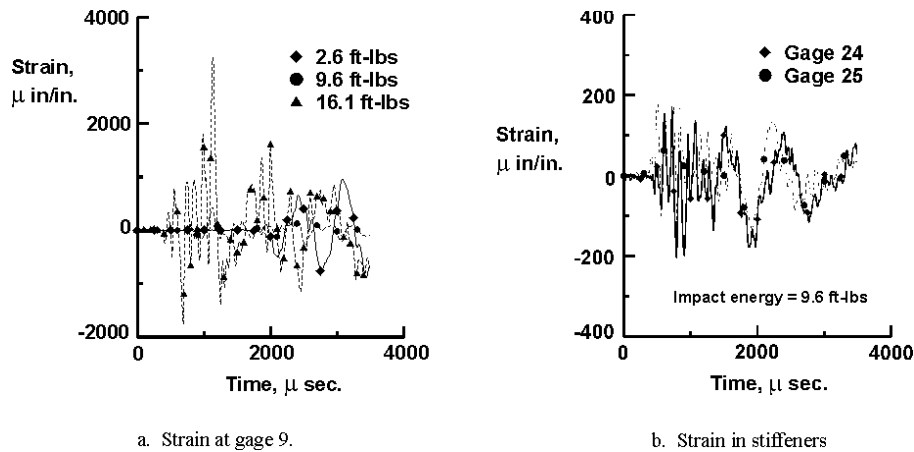 4000
2000
0
-2000
Strain,
μ in/in.
2.6 ft-lbs
9.6 ft-lbs
16.1 ft-lbs
0
2000
4000
Time, μ sec.
a. Strain at gage 9.
400
200
0
-200
-400
Strain,
μ in/in.
Gage 24
Gage 25
Impact energy = 9.6 ft-lbs
0
2000
4000
Time, μ sec.
b. Strain in stiffeners